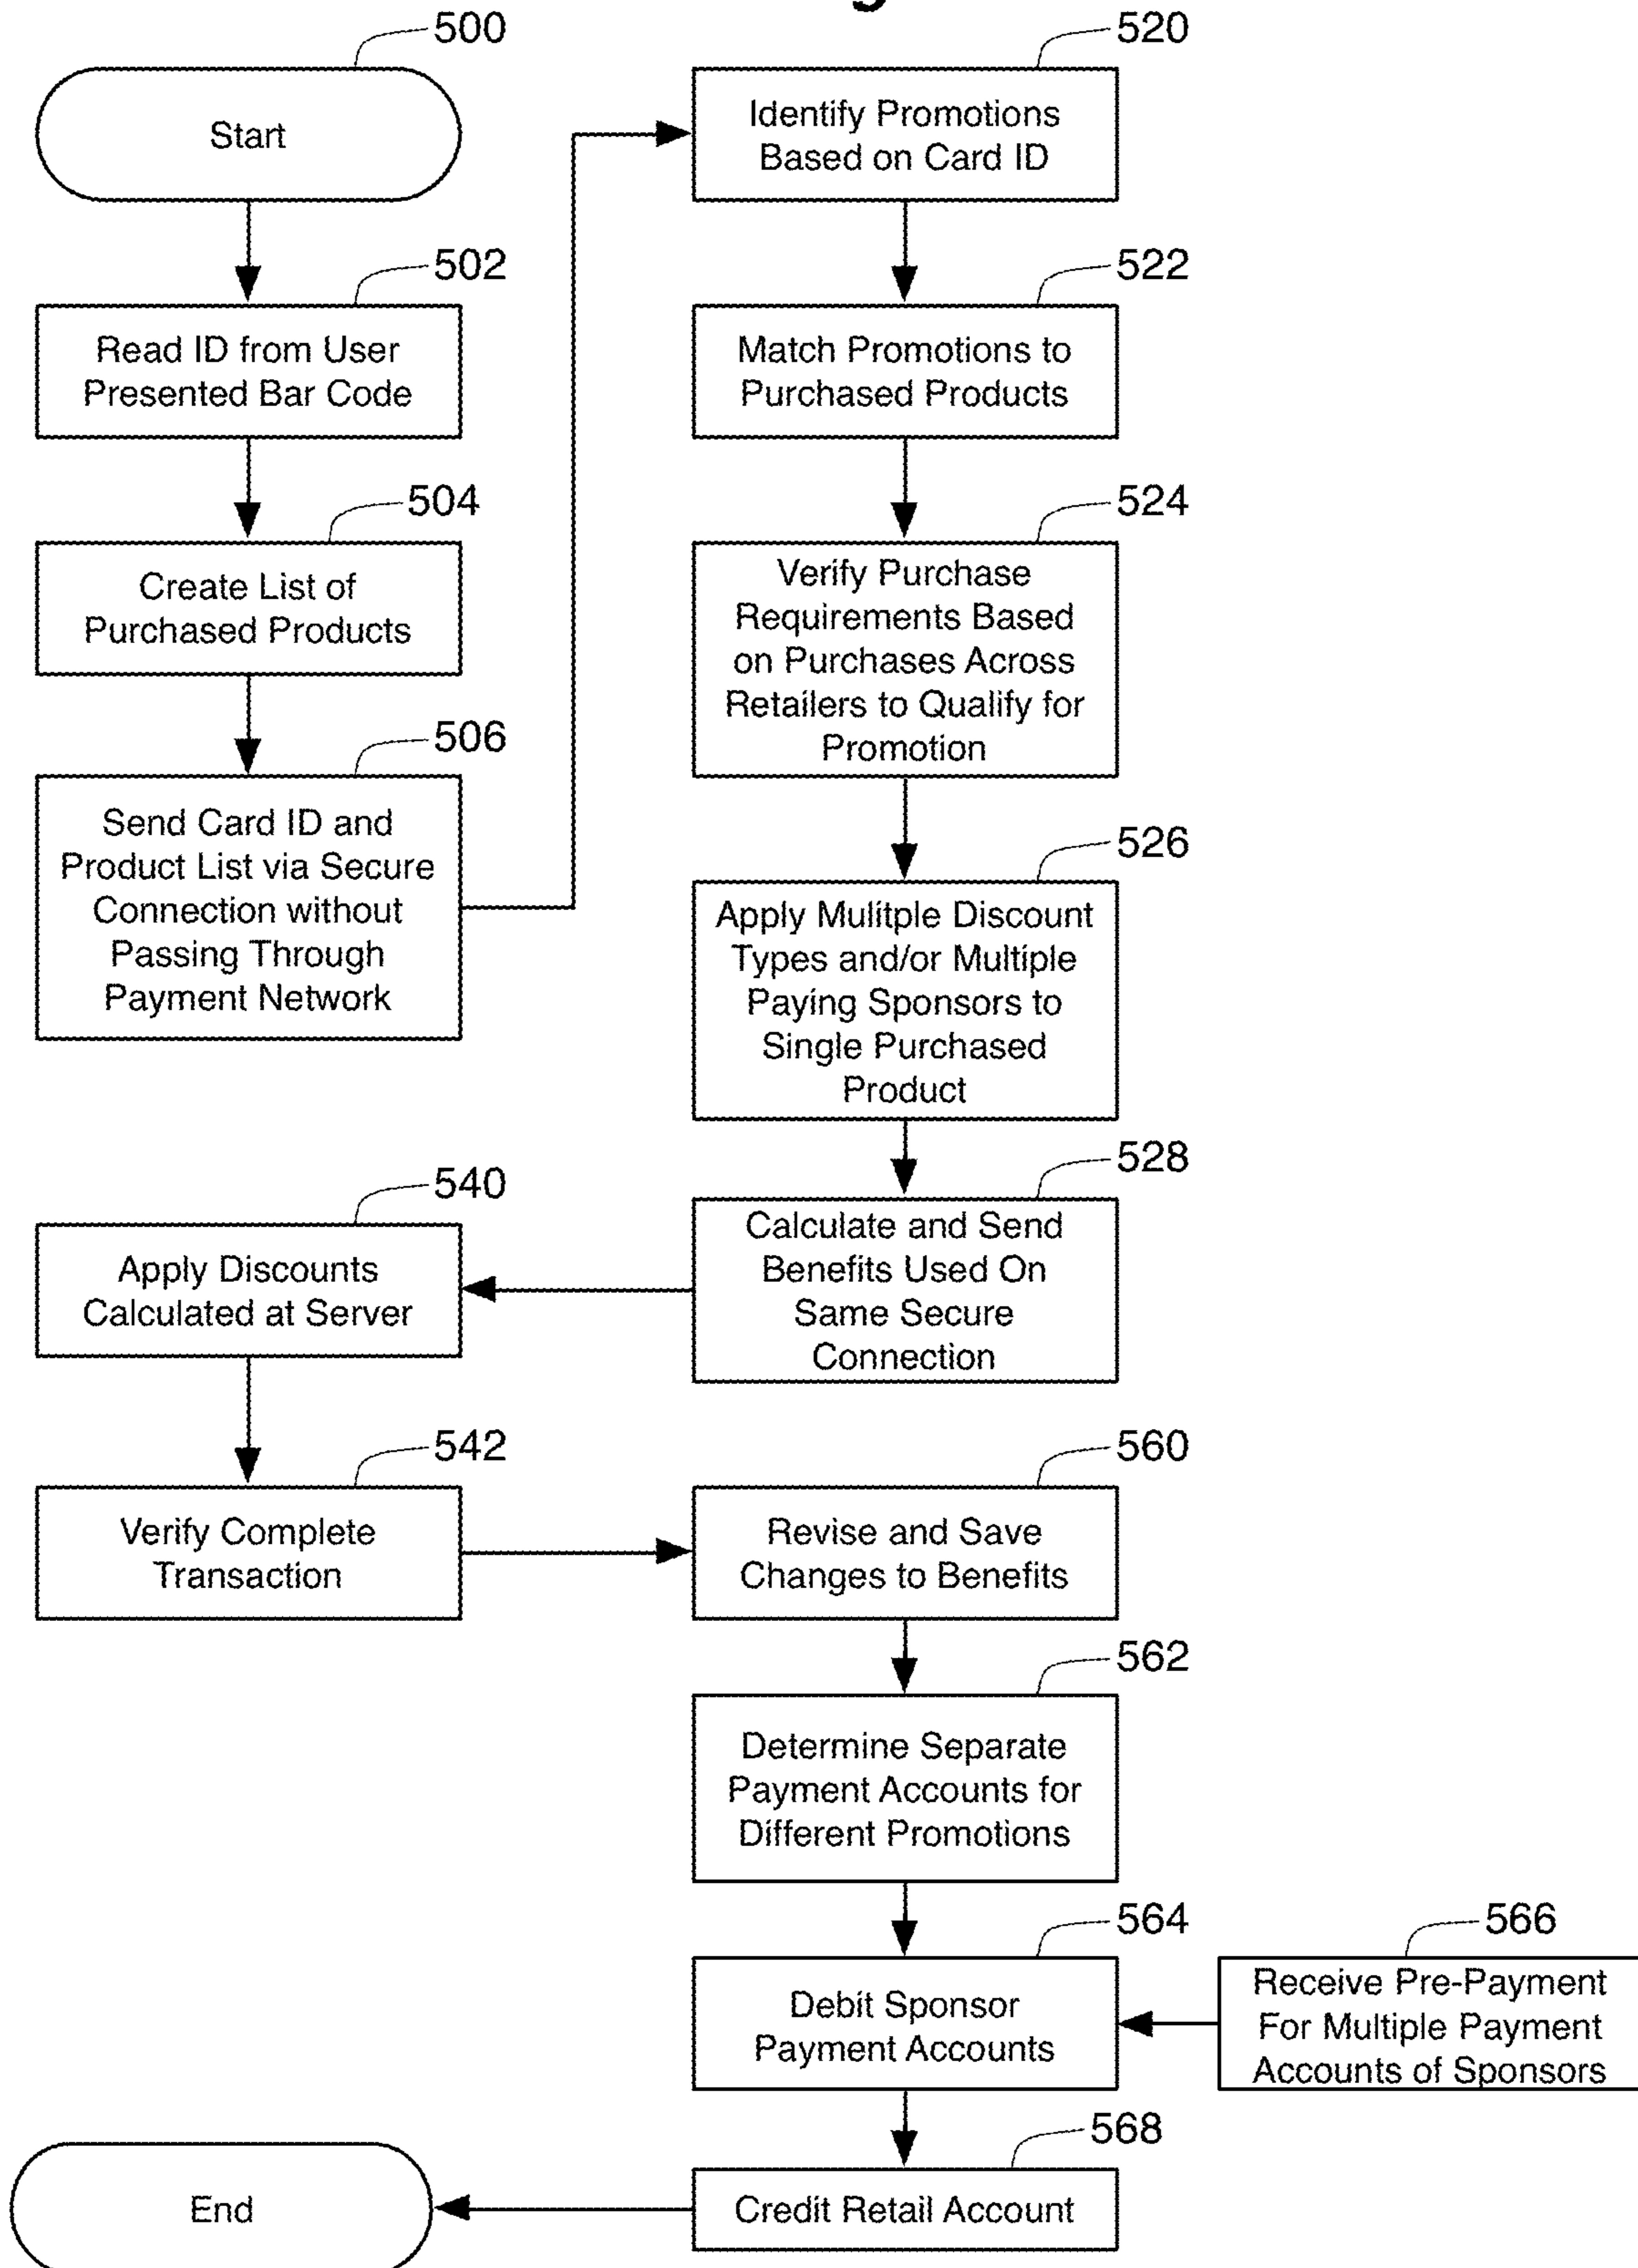 500
Start
502
Read ID from User
Presented Bar Code
504
Create List of
Purchased Products
506
Send Card ID and
Product List via Secure
Connection without
Passing Through
Payment Network
520
Identify Promotions
Based on Card ID
522
Match Promotions to
Purchased Products
524
Verify Purchase
Requirements Based
on Purchases Across
Retailers to Qualify for
Promotion
526
Apply Mulitple Discount
Types and/or Multiple
Paying Sponsors to
Single Purchased
Product
528
Calculate and Send
Benefits Used On
Same Secure
Connection
540
Apply Discounts
Calculated at Server
542
Verify Complete
Transaction
560
Revise and Save
Changes to Benefits
562
Determine Separate
Payment Accounts for
Different Promotions
564
Debit Sponsor
Payment Accounts
566
Receive Pre-Payment
For Multiple Payment
Accounts of Sponsors
568
Credit Retail Account
End